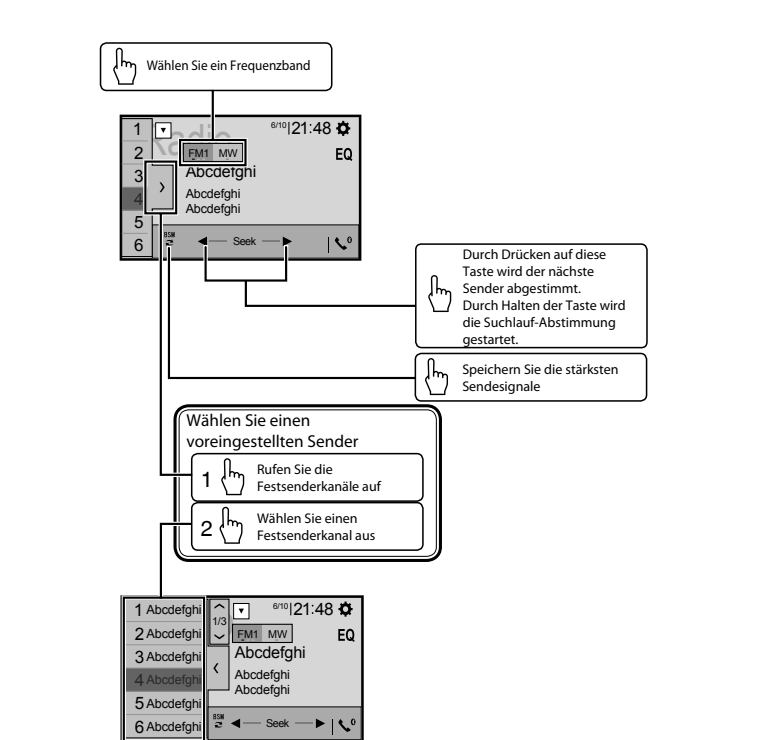 Wählen Sie ein Frequenzband
1
2
3
4
5
6
Radio
6/10|21:48
FM1 MW
EQ
Abcdefghi
Abcdefghi
Abcdefghi
BSM
Seek
0
Durch Drücken auf diese
Taste wird der nächste
Sender abgestimmt.
Durch Halten der Taste wird
die Suchlauf-Abstimmung
gestartet.
Speichern Sie die stärksten
Sendesignale
Wählen Sie einen
voreingestellten Sender
1
Rufen Sie die
Festsenderkanäle auf
2
Wählen Sie einen
Festsenderkanal aus
1 Abcdefghi
2 Abcdefghi
3 Abcdefghi
4 Abcdefghi
5 Abcdefghi
6 Abcdefghi
1/3
6/10|21:48
FM1 MW
EQ
Abcdefghi
Abcdefghi
Abcdefghi
BSM
Seek
0